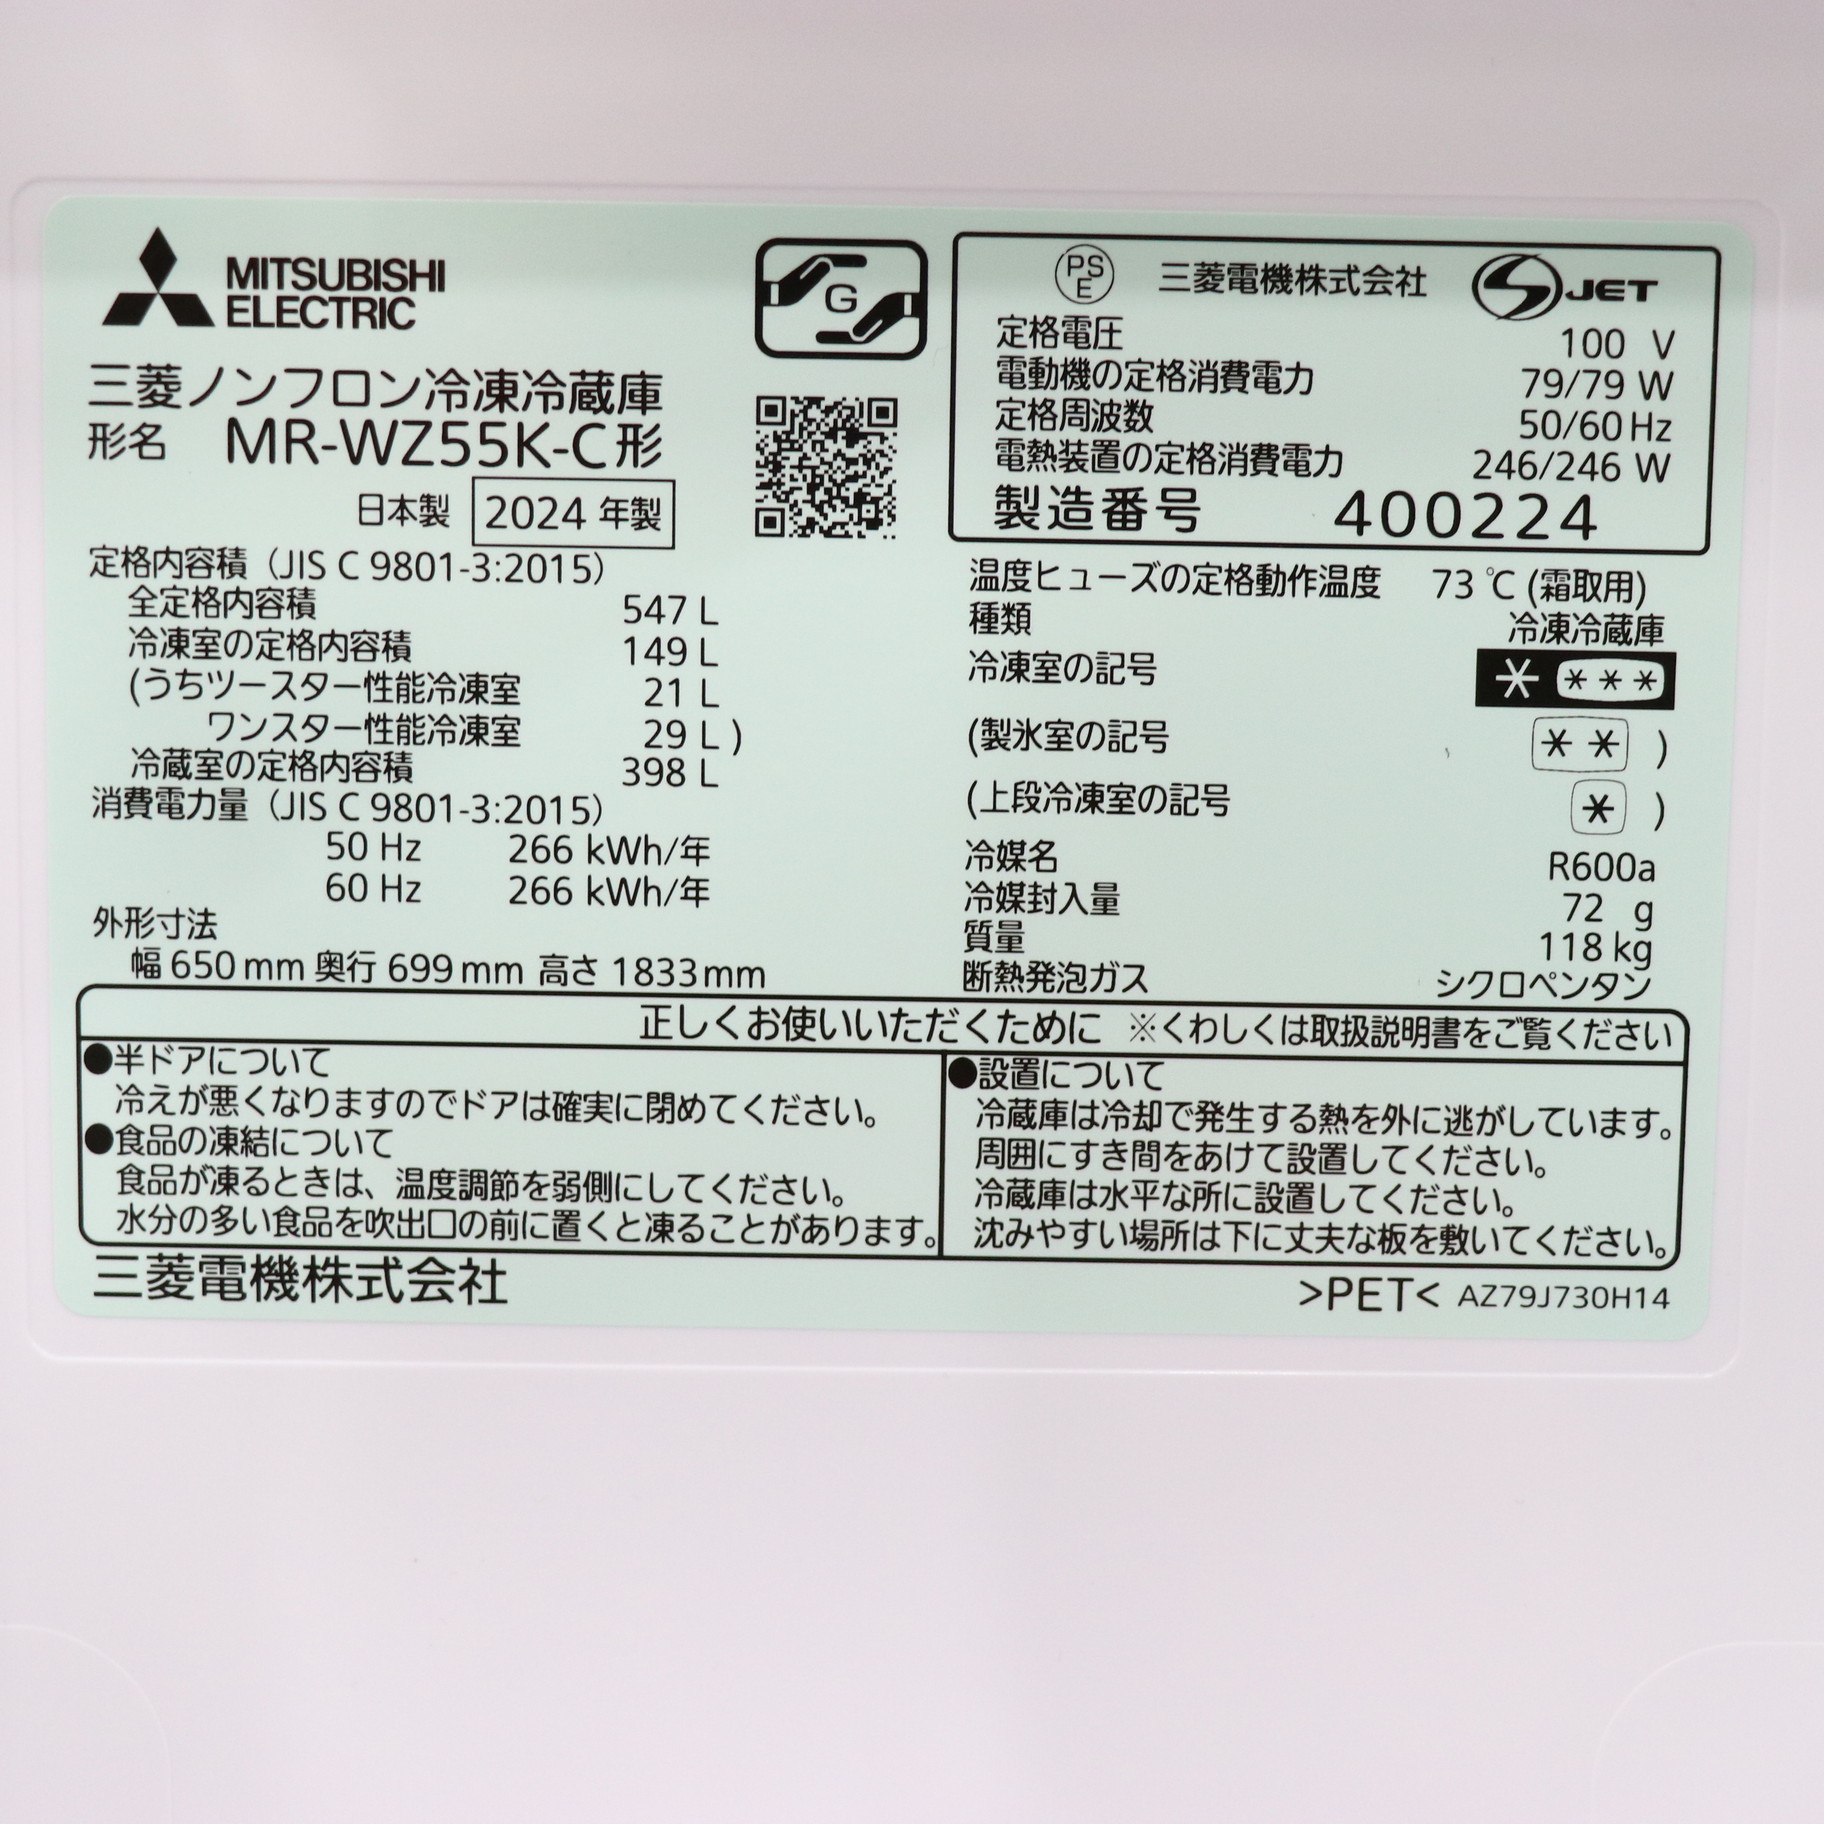 MITSUBISHI
ELECTRIC
G
三菱ノンフロン冷凍冷蔵庫
形名 MR-WZ55K-C形
日本製 2024 年製
定格内容積（JIS C 9801-3:2015）
全定格内容積 547 L
冷凍室の定格内容積 149 L
(うちツースター性能冷凍室 21 L
ワンスター性能冷凍室 29 L )
冷蔵室の定格内容積 398 L
消費電力量（JIS C 9801-3:2015）
50 Hz 266 kWh/年
60 Hz 266 kWh/年
外形寸法
幅 650 mm 奥行 699 mm 高さ 1833 mm
PS
E 三菱電機株式会社 JET
定格電圧 100 V
電動機の定格消費電力 79/79 W
定格周波数 50/60 Hz
電熱装置の定格消費電力 246/246 W
製造番号 400224
温度ヒューズの定格動作温度 73 ℃ (霜取用)
種類 冷凍冷蔵庫
冷凍室の記号 * ***
(製氷室の記号 ** )
(上段冷凍室の記号 * )
冷媒名 R600a
冷媒封入量 72 g
質量 118 kg
断熱発泡ガス シクロペンタン
正しくお使いいただくために ※くわしくは取扱説明書をご覧ください
●半ドアについて
冷えが悪くなりますのでドアは確実に閉めてください。
●食品の凍結について
食品が凍るときは、温度調節を弱側にしてください。
水分の多い食品を吹出口の前に置くと凍ることがあります。
●設置について
冷蔵庫は冷却で発生する熱を外に逃がしています。
周囲にすき間をあけて設置してください。
冷蔵庫は水平な所に設置してください。
沈みやすい場所は下に丈夫な板を敷いてください。
三菱電機株式会社
>PET< AZ79J730H14